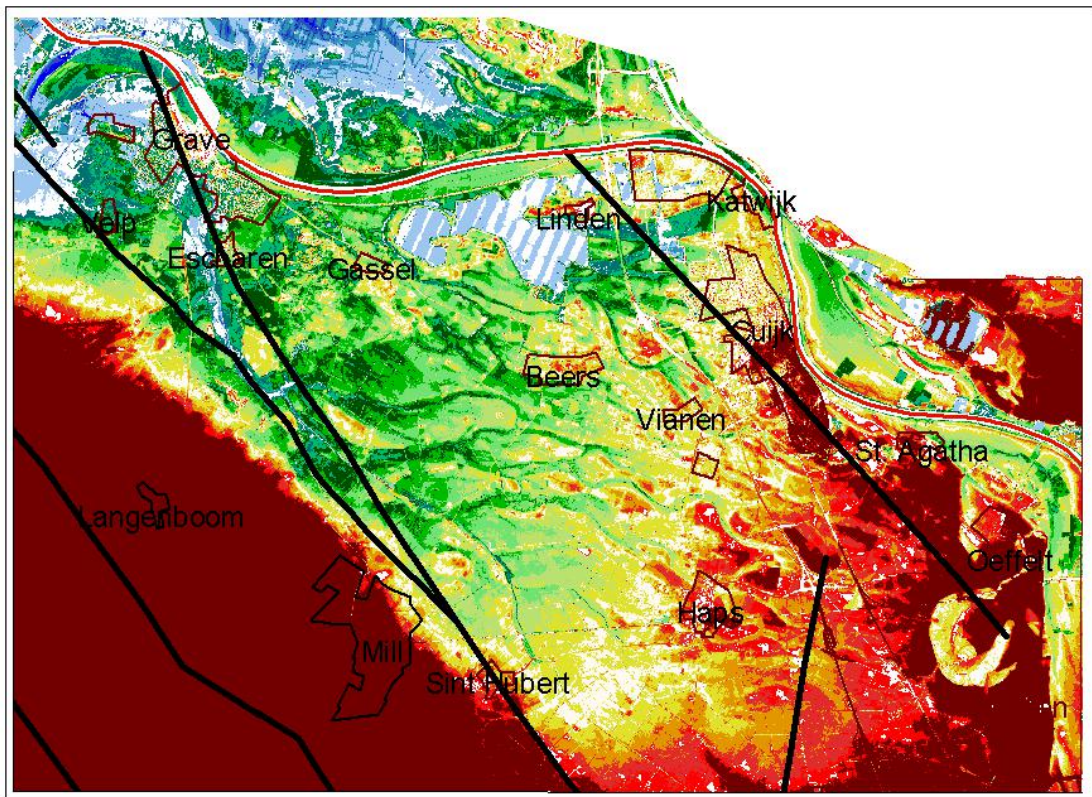 Grave
Katwijk
Velp
Linden
Escharen
Gassel
Cuijk
Beers
Vianen
St. Agatha
Langenboom
Oeffelt
Haps
Mill
Sint Hubert
n